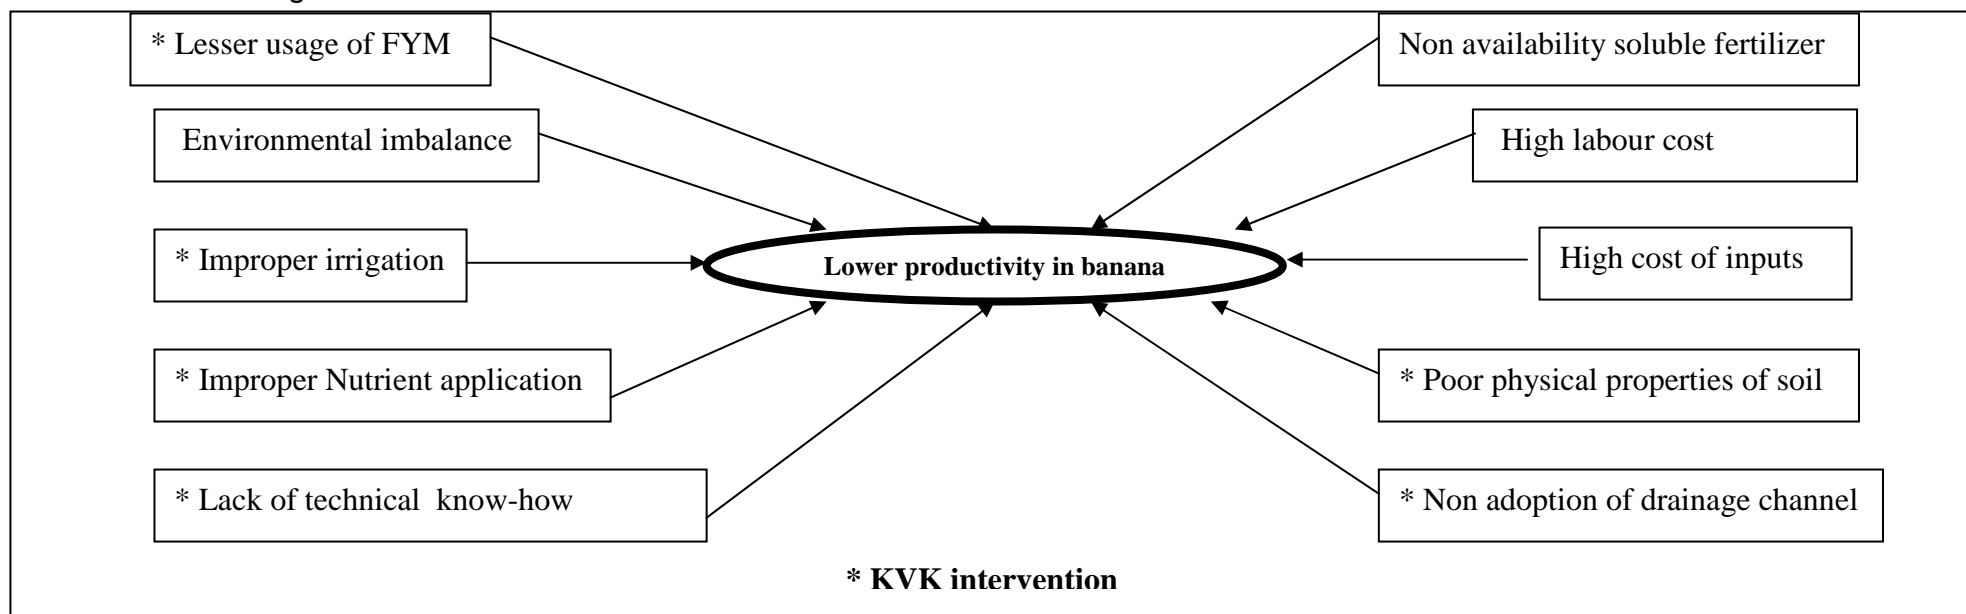 * Lesser usage of FYM
Non availability soluble fertilizer
Environmental imbalance
High labour cost
* Improper irrigation
Lower productivity in banana
High cost of inputs
* Improper Nutrient application
* Poor physical properties of soil
* Lack of technical know-how
* Non adoption of drainage channel
* KVK intervention